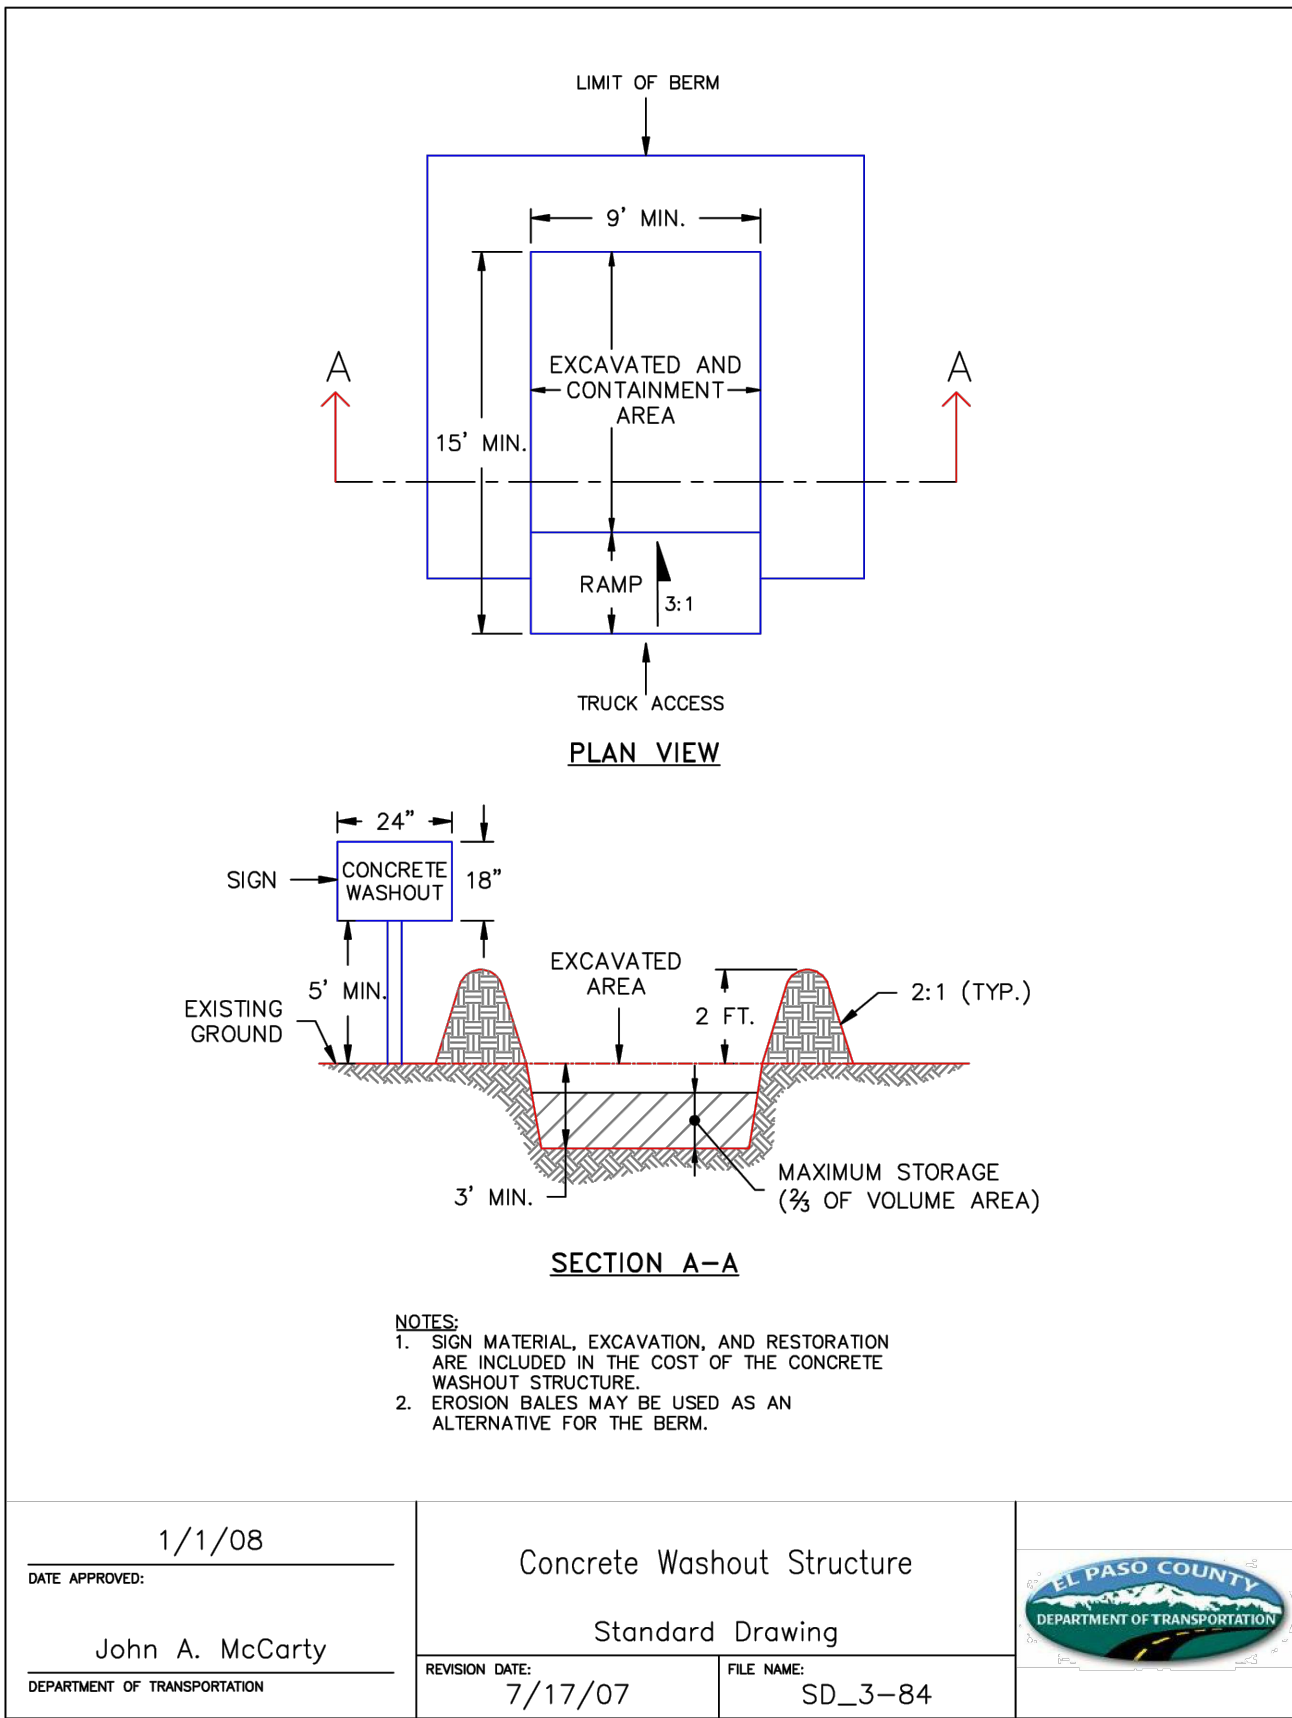 LIMIT OF BERM
9' MIN.
A
A
EXCAVATED AND
CONTAINMENT
AREA
15' MIN.
RAMP
3:1
TRUCK ACCESS
PLAN VIEW
24"
SIGN
CONCRETE
WASHOUT
18"
EXCAVATED
AREA
5' MIN.
EXISTING
GROUND
2 FT.
2:1 (TYP.)
3' MIN.
MAXIMUM STORAGE
(⅔ OF VOLUME AREA)
SECTION A-A
NOTES:
1. SIGN MATERIAL, EXCAVATION, AND RESTORATION
ARE INCLUDED IN THE COST OF THE CONCRETE
WASHOUT STRUCTURE.
2. EROSION BALES MAY BE USED AS AN
ALTERNATIVE FOR THE BERM.
1/1/08
DATE APPROVED:
John A. McCarty
DEPARTMENT OF TRANSPORTATION
Concrete Washout Structure
Standard Drawing
REVISION DATE:
7/17/07
FILE NAME:
SD_3-84
EL PASO COUNTY
DEPARTMENT OF TRANSPORTATION